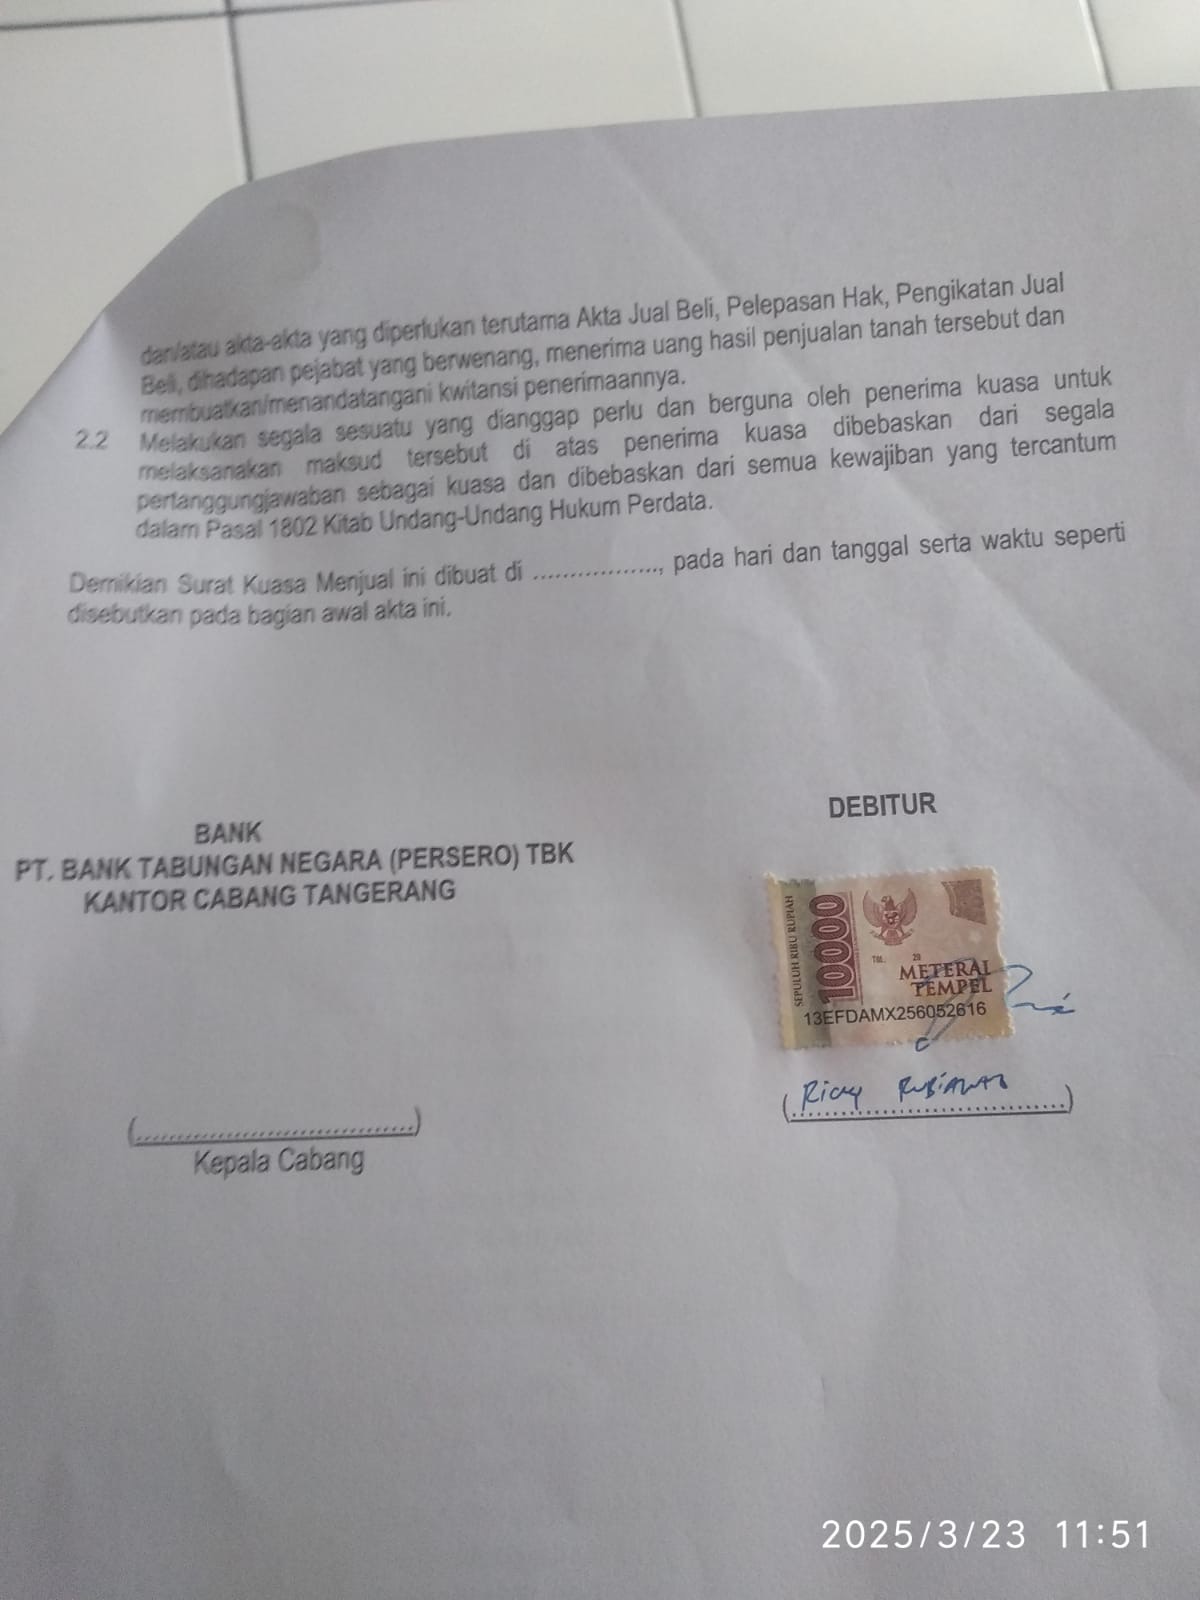 dan/atau akta-akta yang diperlukan terutama Akta Jual Beli, Pelepasan Hak, Pengikatan Jual
Beli, dihadapan pejabat yang berwenang, menerima uang hasil penjualan tanah tersebut dan
membuatkan/menandatangani kwitansi penerimaannya.
2.2 Melakukan segala sesuatu yang dianggap perlu dan berguna oleh penerima kuasa untuk
melaksanakan maksud tersebut di atas penerima kuasa dibebaskan dari segala
pertanggungjawaban sebagai kuasa dan dibebaskan dari semua kewajiban yang tercantum
dalam Pasal 1802 Kitab Undang-Undang Hukum Perdata.
Demikian Surat Kuasa Menjual ini dibuat di .................., pada hari dan tanggal serta waktu seperti
disebutkan pada bagian awal akta ini.
BANK
PT. BANK TABUNGAN NEGARA (PERSERO) TBK
KANTOR CABANG TANGERANG
(........................................)
Kepala Cabang
DEBITUR
SEPULUH RIBU RUPIAH
10000
TGL. 20
METERAI
TEMPEL
13EFDAMX256052616
(Ricky)
2025/3/23 11:51